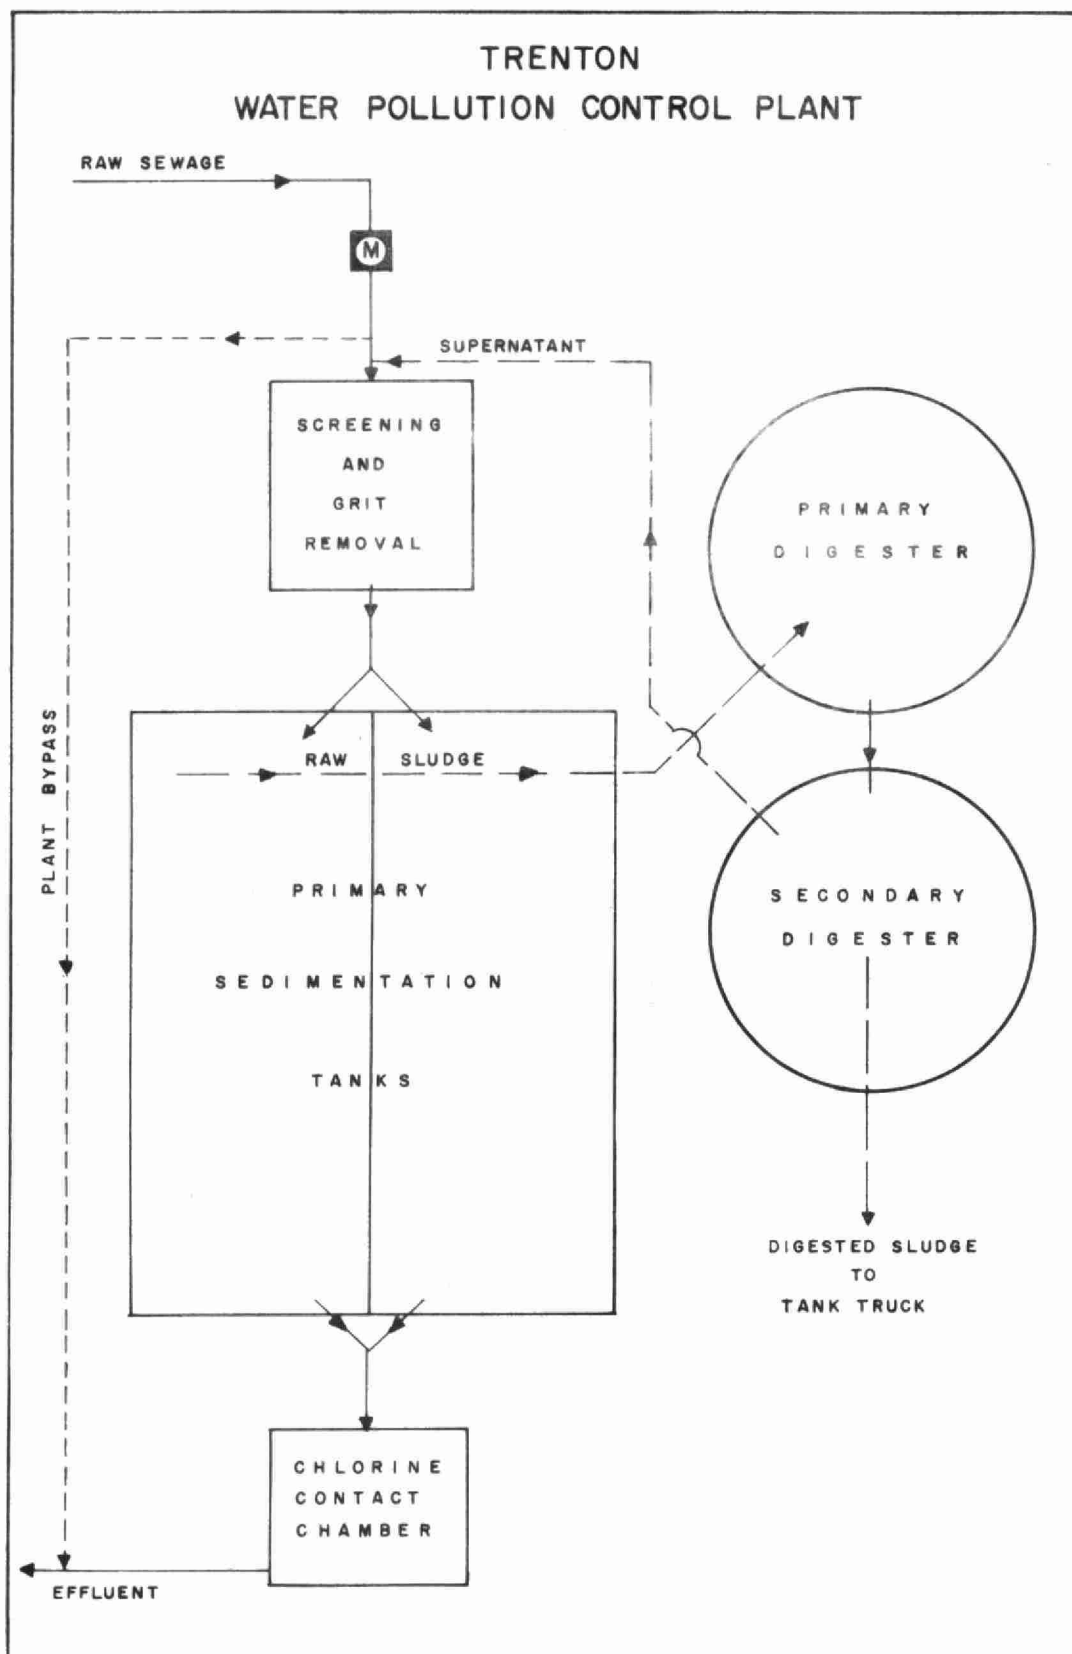 TRENTON
WATER POLLUTION CONTROL PLANT
RAW SEWAGE
M
SUPERNATANT
SCREENING
AND
GRIT
REMOVAL
PRIMARY
DIGESTER
RAW SLUDGE
PLANT BYPASS
PRIMARY
SEDIMENTATION
TANKS
SECONDARY
DIGESTER
DIGESTED SLUDGE
TO
TANK TRUCK
CHLORINE
CONTACT
CHAMBER
EFFLUENT